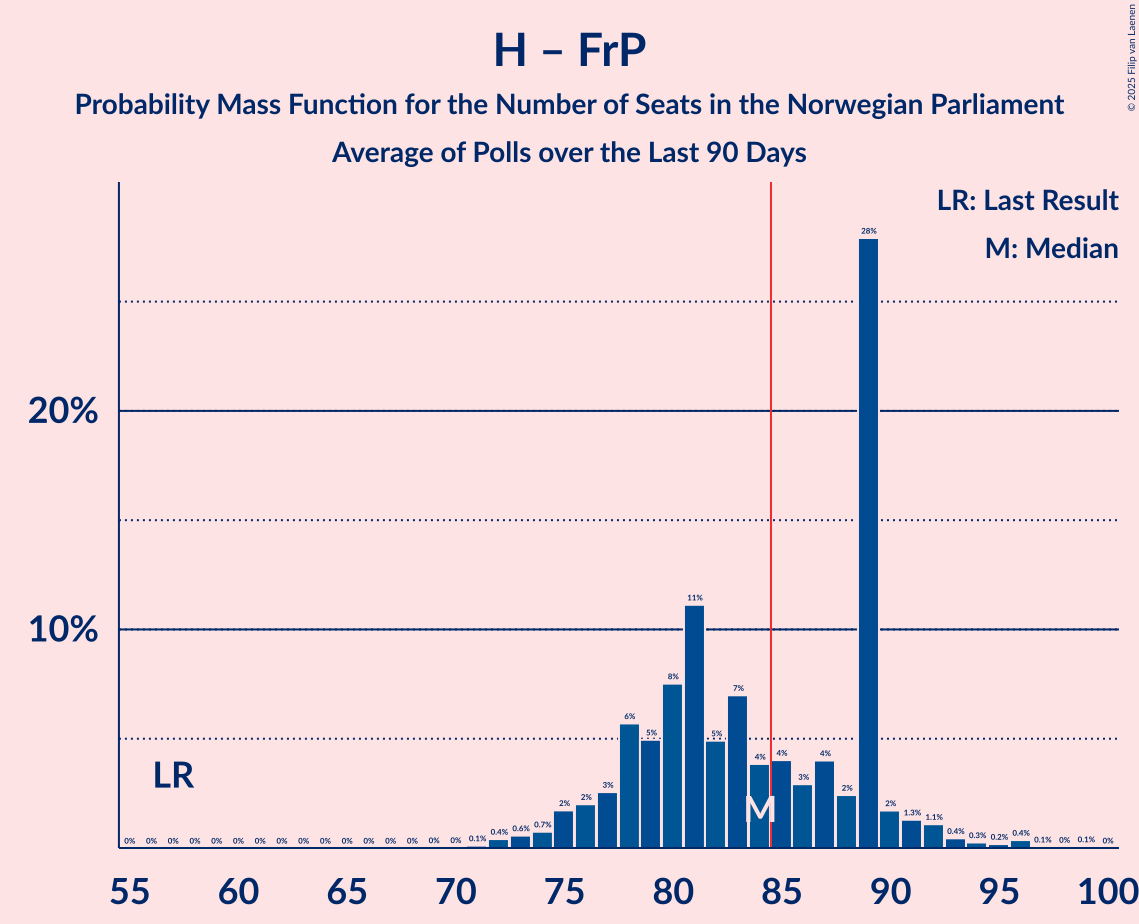 © 2025 Filip van Laenen
H – FrP
Probability Mass Function for the Number of Seats in the Norwegian Parliament
Average of Polls over the Last 90 Days
LR: Last Result
M: Median
28%
20%
11%
10%
8%
7%
6%
5%
5%
4%
4%
4%
3%
3%
2%
2%
2%
2%
LR
M
0% 0% 0% 0% 0% 0% 0% 0% 0% 0% 0% 0% 0% 0% 0% 0% 0.1% 0.4% 0.6% 0.7% 1.3% 1.1% 0.4% 0.3% 0.2% 0.4% 0.1% 0% 0.1% 0%
55 60 65 70 75 80 85 90 95 100